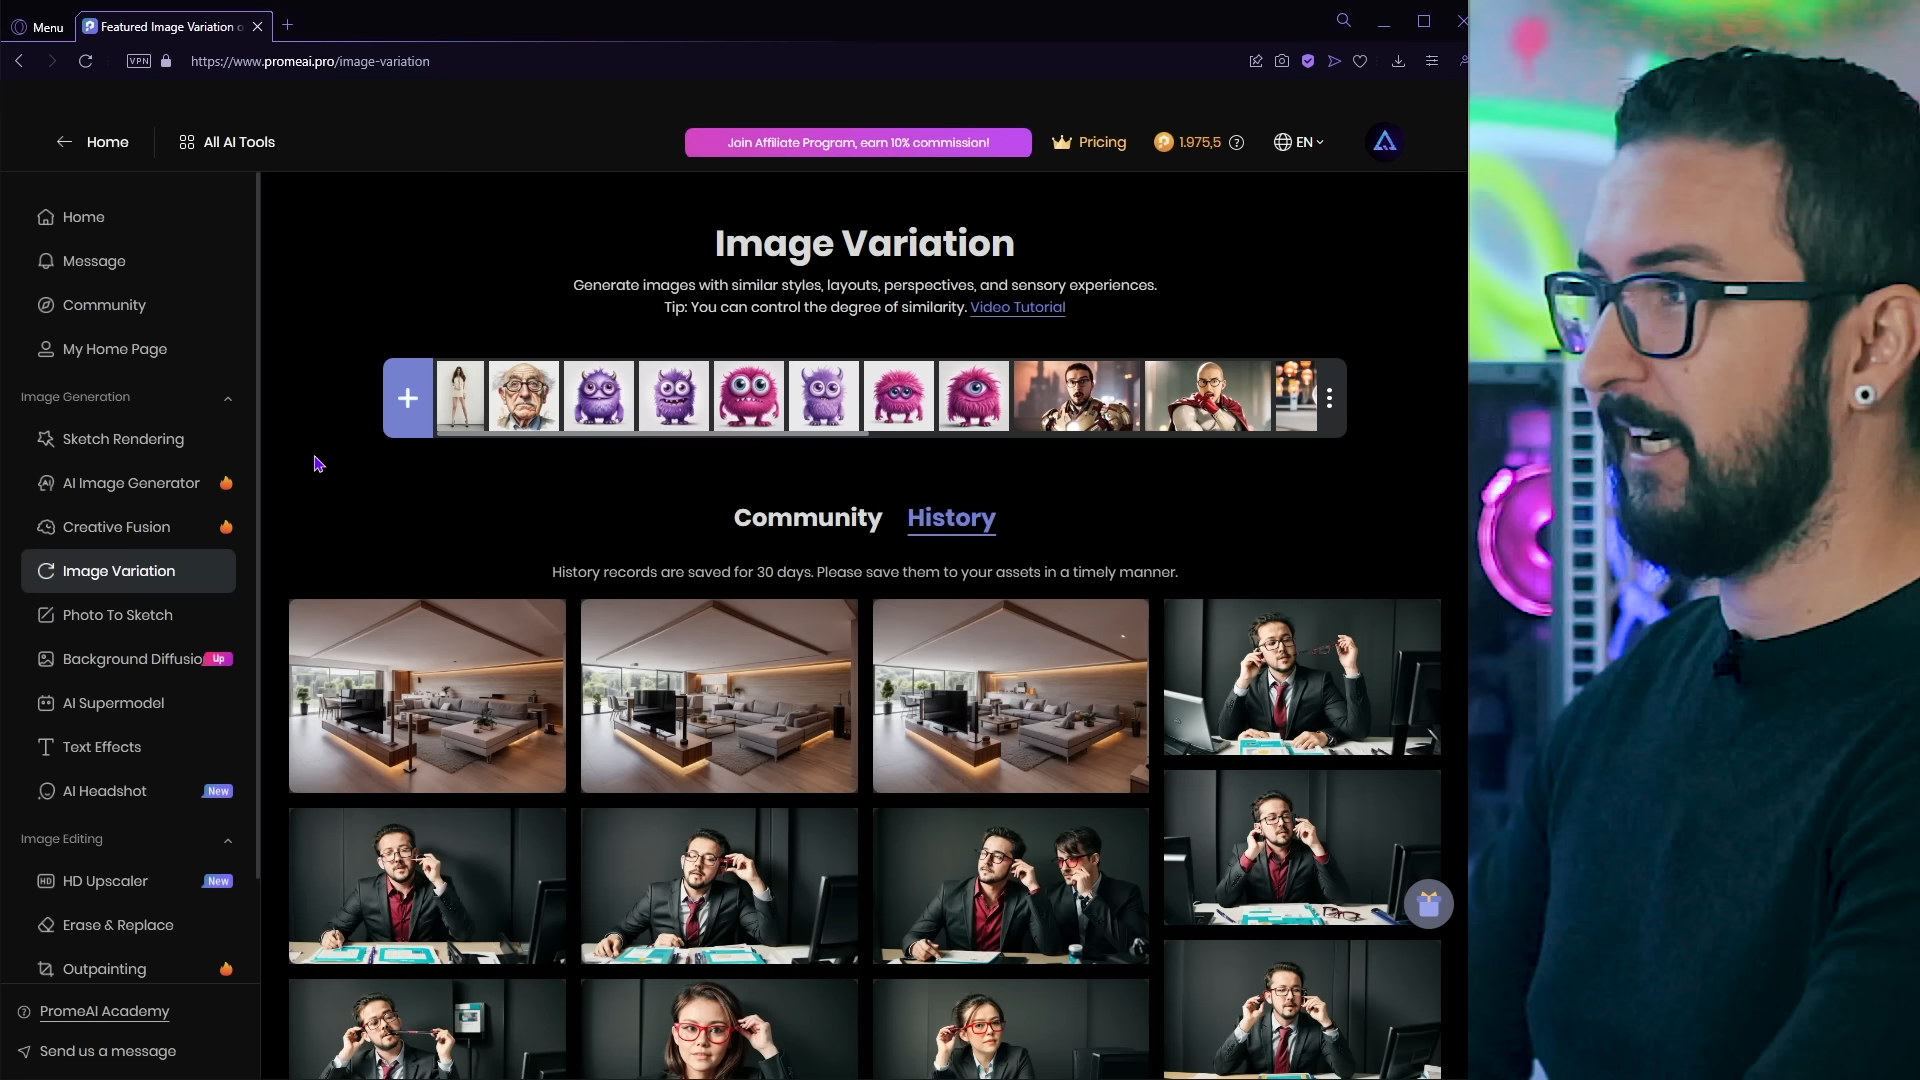 Menu
Featured Image Variation o
VPN
https://www.promeai.pro/image-variation
Home
All AI Tools
Join Affiliate Program, earn 10% commission!
Pricing
1.975,5
EN
Home
Message
Community
My Home Page
Image Generation
Sketch Rendering
AI Image Generator
Creative Fusion
Image Variation
Photo To Sketch
Background Diffusio
Up
AI Supermodel
Text Effects
AI Headshot
New
Image Editing
HD Upscaler
New
Erase & Replace
Outpainting
PromeAI Academy
Send us a message
Image Variation
Generate images with similar styles, layouts, perspectives, and sensory experiences.
Tip: You can control the degree of similarity. Video Tutorial
Community
History
History records are saved for 30 days. Please save them to your assets in a timely manner.